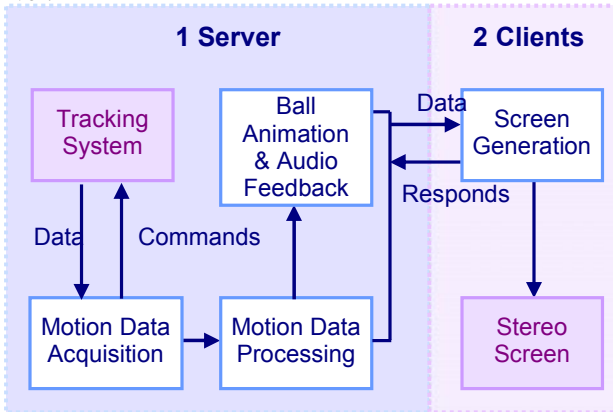 1 Server
2 Clients
Tracking
System
Ball
Animation
& Audio
Feedback
Data
Screen
Generation
Responds
Data
Commands
Motion Data
Acquisition
Motion Data
Processing
Stereo
Screen